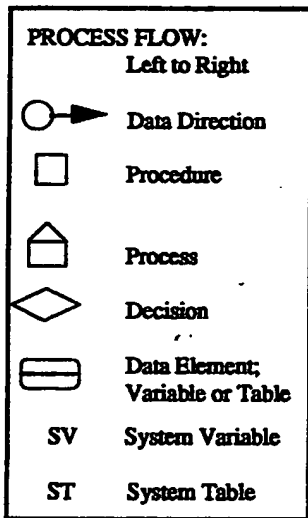 PROCESS FLOW:
Left to Right
Data Direction
Procedure
Process
Decision
Data Element;
Variable or Table
SV System Variable
ST System Table